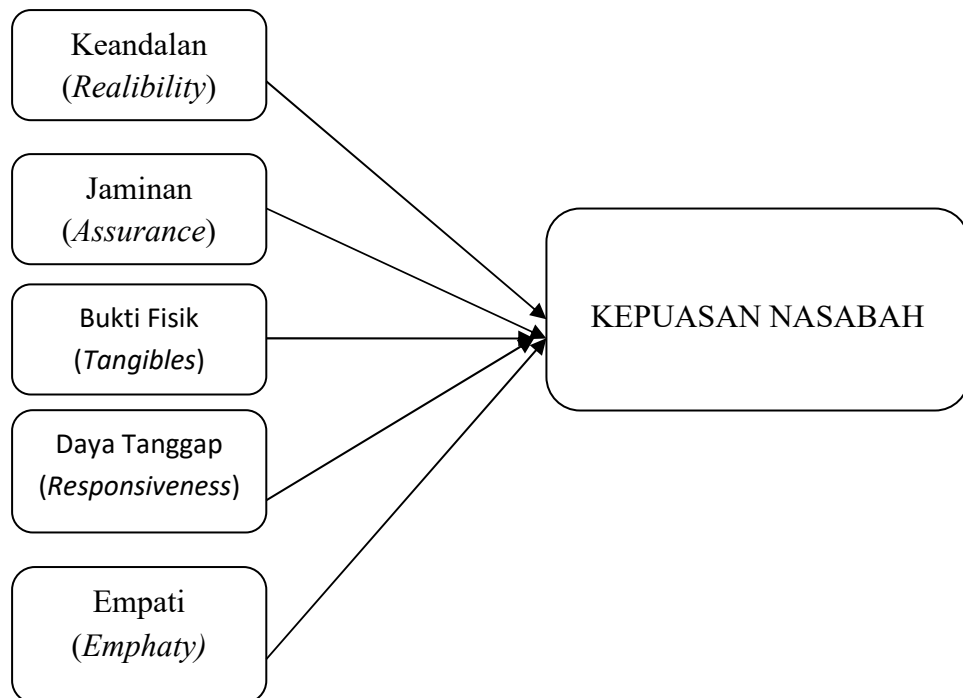 Keandalan
(Realibility)
Jaminan
(Assurance)
Bukti Fisik
(Tangibles)
Daya Tanggap
(Responsiveness)
Empati
(Emphaty)
KEPUASAN NASABAH